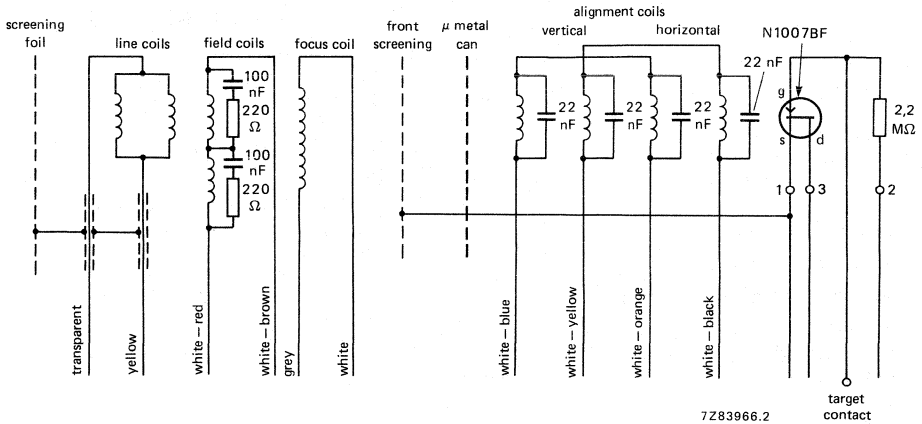 screening
foil
line coils
field coils
focus coil
front
screening
μ metal
can
alignment coils
vertical
horizontal
N1007BF
100
nF
220
Ω
100
nF
220
Ω
22
nF
22
nF
22
nF
22 nF
g
s
d
2,2
MΩ
1
3
2
transparent
yellow
white – red
white – brown
grey
white
white – blue
white – yellow
white – orange
white – black
target
contact
7Z83966.2